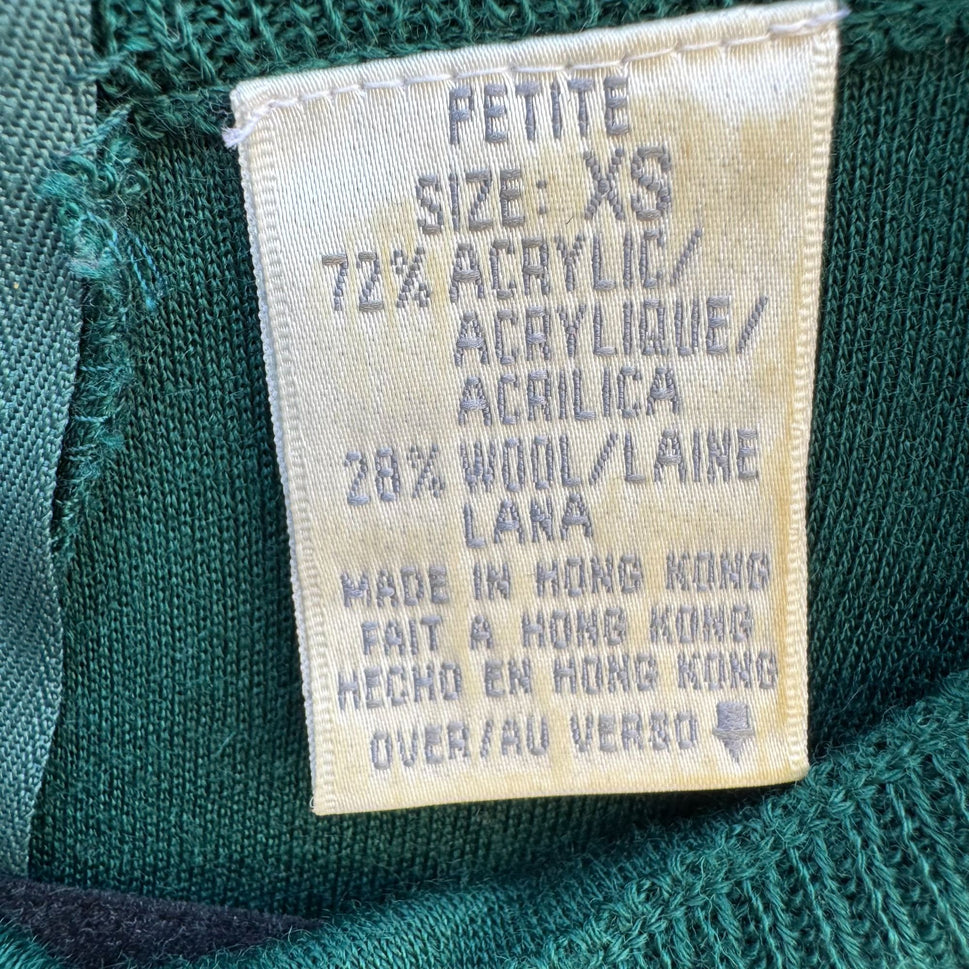 PETITE
SIZE: XS
72% ACRYLIC/
ACRYLIQUE/
ACRILICA
28% WOOL/LAINE
LANA
MADE IN HONG KONG
FAIT A HONG KONG
HECHO EN HONG KONG
OVER/AU VERSO